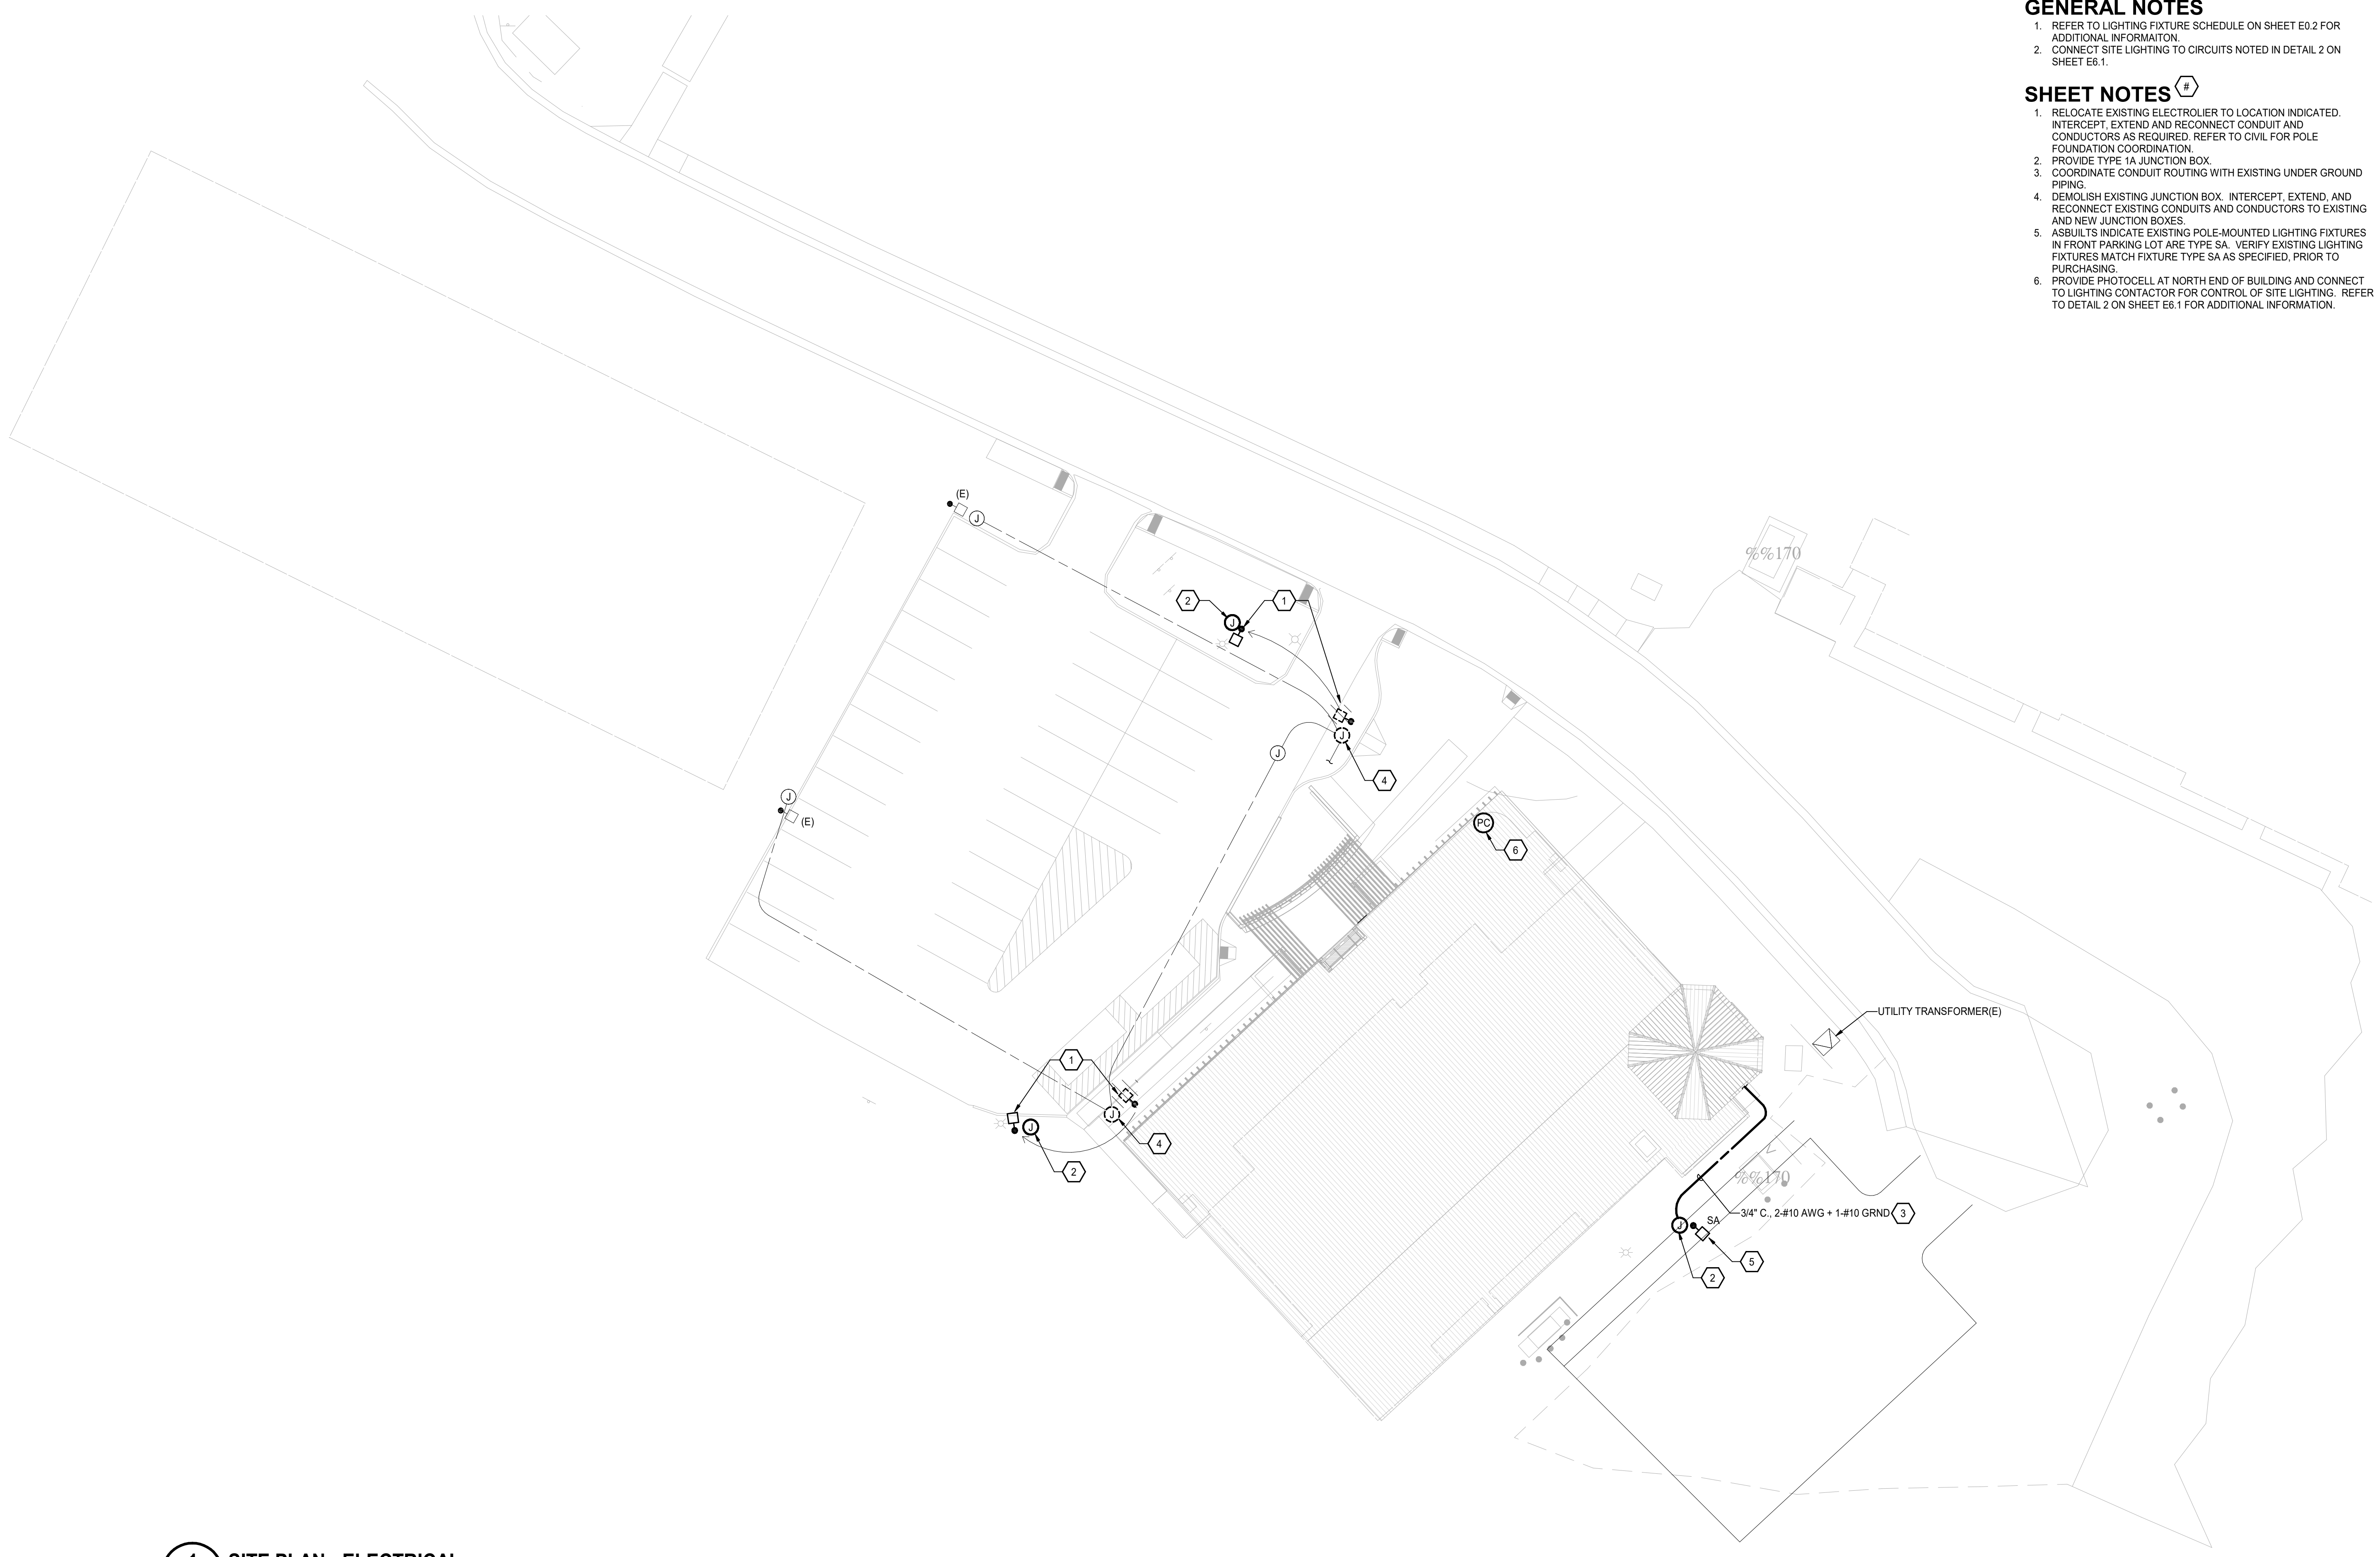 GENERAL NOTES
1. REFER TO LIGHTING FIXTURE SCHEDULE ON SHEET E0.2 FOR
ADDITIONAL INFORMAITON.
2. CONNECT SITE LIGHTING TO CIRCUITS NOTED IN DETAIL 2 ON
SHEET E6.1.
SHEET NOTES #
1. RELOCATE EXISTING ELECTROLIER TO LOCATION INDICATED.
INTERCEPT, EXTEND AND RECONNECT CONDUIT AND
CONDUCTORS AS REQUIRED. REFER TO CIVIL FOR POLE
FOUNDATION COORDINATION.
2. PROVIDE TYPE 1A JUNCTION BOX.
3. COORDINATE CONDUIT ROUTING WITH EXISTING UNDER GROUND
PIPING.
4. DEMOLISH EXISTING JUNCTION BOX. INTERCEPT, EXTEND, AND
RECONNECT EXISTING CONDUITS AND CONDUCTORS TO EXISTING
AND NEW JUNCTION BOXES.
5. ASBUILTS INDICATE EXISTING POLE-MOUNTED LIGHTING FIXTURES
IN FRONT PARKING LOT ARE TYPE SA. VERIFY EXISTING LIGHTING
FIXTURES MATCH FIXTURE TYPE SA AS SPECIFIED, PRIOR TO
PURCHASING.
6. PROVIDE PHOTOCELL AT NORTH END OF BUILDING AND CONNECT
TO LIGHTING CONTACTOR FOR CONTROL OF SITE LIGHTING. REFER
TO DETAIL 2 ON SHEET E6.1 FOR ADDITIONAL INFORMATION.
(E)
J
%%170
2
1
J
J
J
4
J
(E)
PC
6
UTILITY TRANSFORMER(E)
1
J
J
4
2
%%170
3/4" C., 2-#10 AWG + 1-#10 GRND 3
SA
J
5
2
1
SITE PLAN - ELECTRICAL